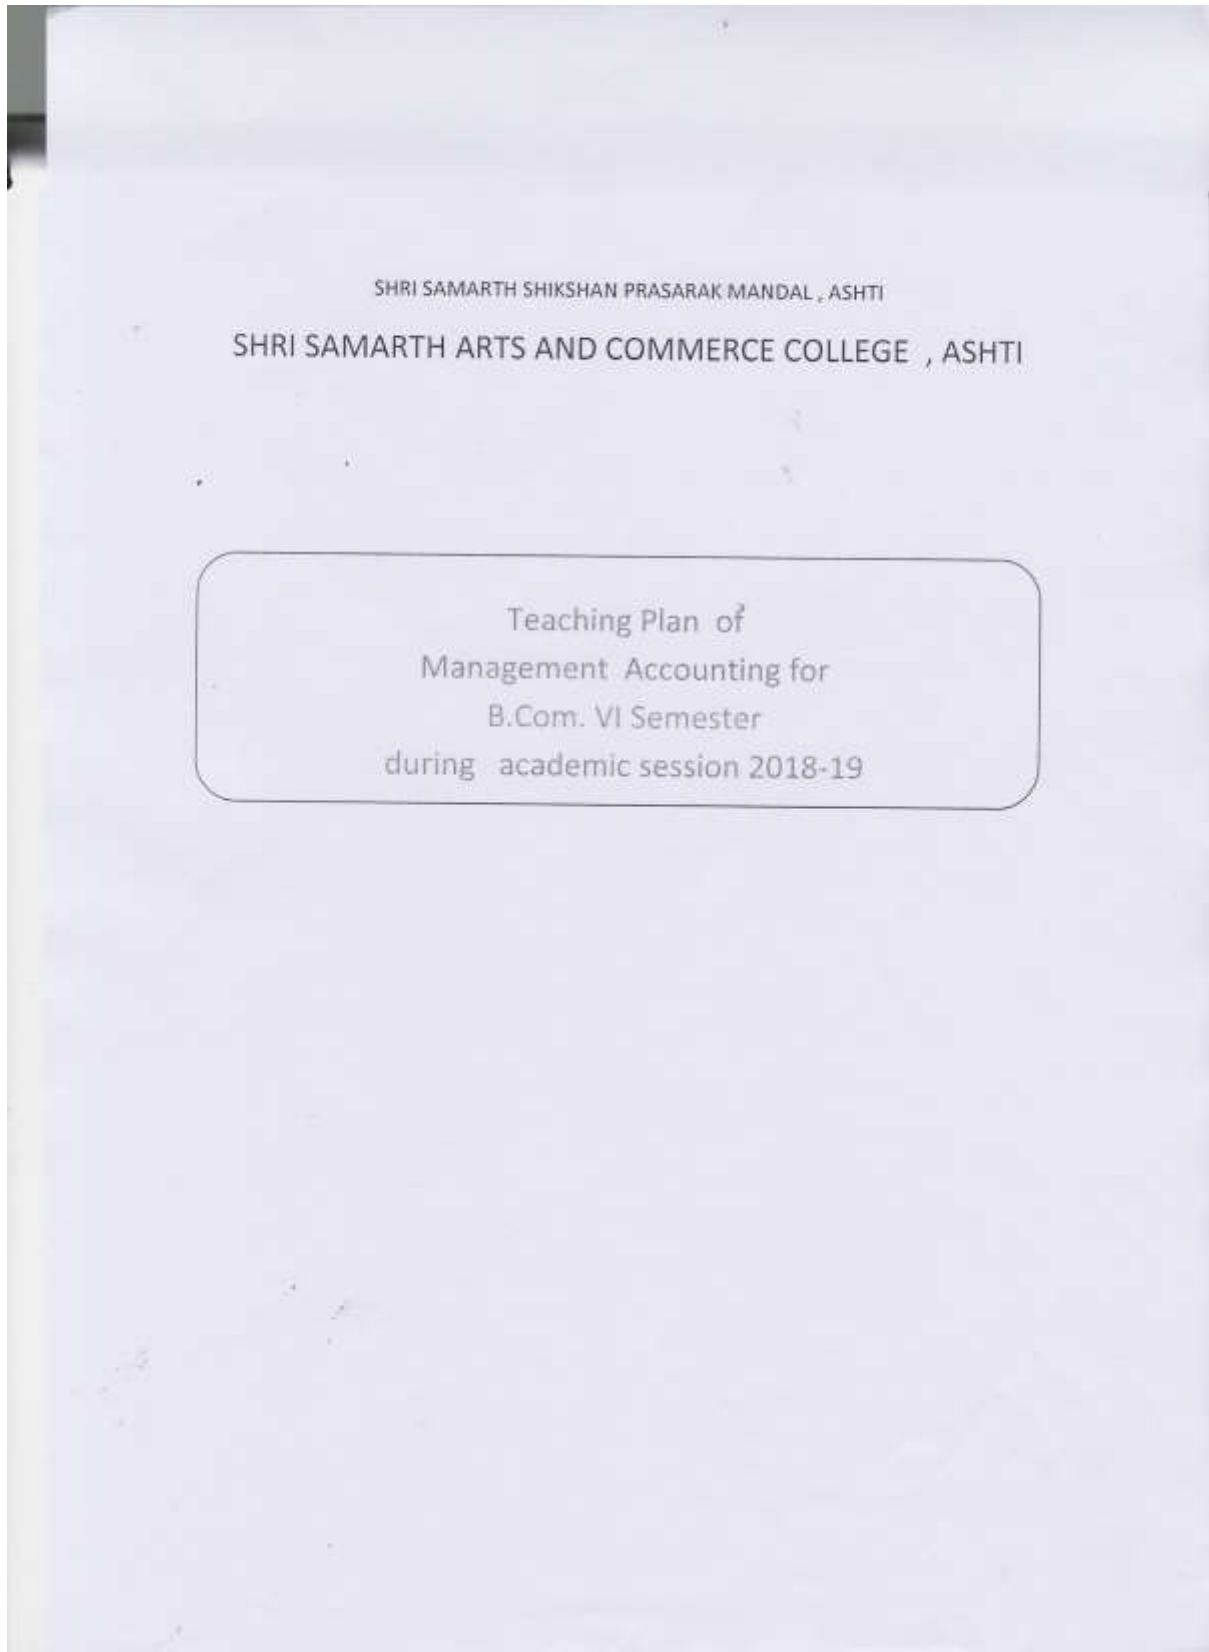 SHRI SAMARTH SHIKSHAN PRASARAK MANDAL , ASHTI
SHRI SAMARTH ARTS AND COMMERCE COLLEGE , ASHTI
Teaching Plan of
Management Accounting for
B.Com. VI Semester
during academic session 2018-19